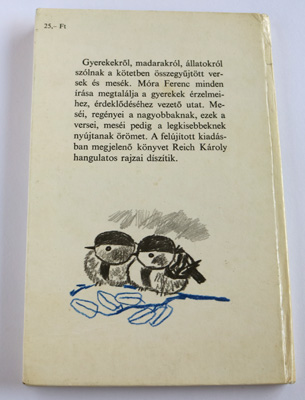 25,- Ft
Gyerekekről, madarakról, állatokról
szólnak a kötetben összegyűjtött ver-
sek és mesék. Móra Ferenc minden
írása megtalálja a gyerekek érzelmei-
hez, érdeklődéséhez vezető utat. Me-
séi, regényei a nagyobbaknak, ezek a
versei, meséi pedig a legkisebbeknek
nyújtanak örömet. A felújított kiadás-
ban megjelenő könyvet Reich Károly
hangulatos rajzai díszítik.